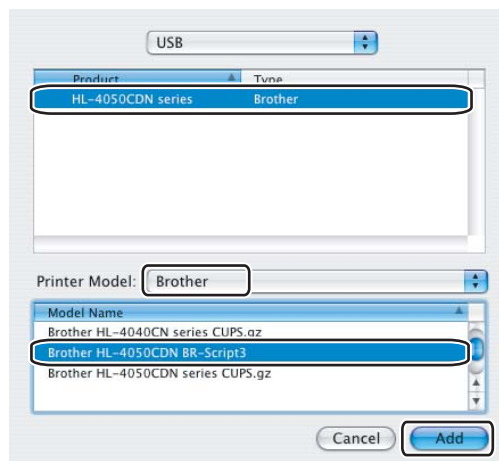 USB
Product Type
HL-4050CDN series Brother
Printer Model: Brother
Model Name
Brother HL-4040CN series CUPS.gz
Brother HL-4050CDN BR-Script3
Brother HL-4050CDN series CUPS.gz
Cancel Add